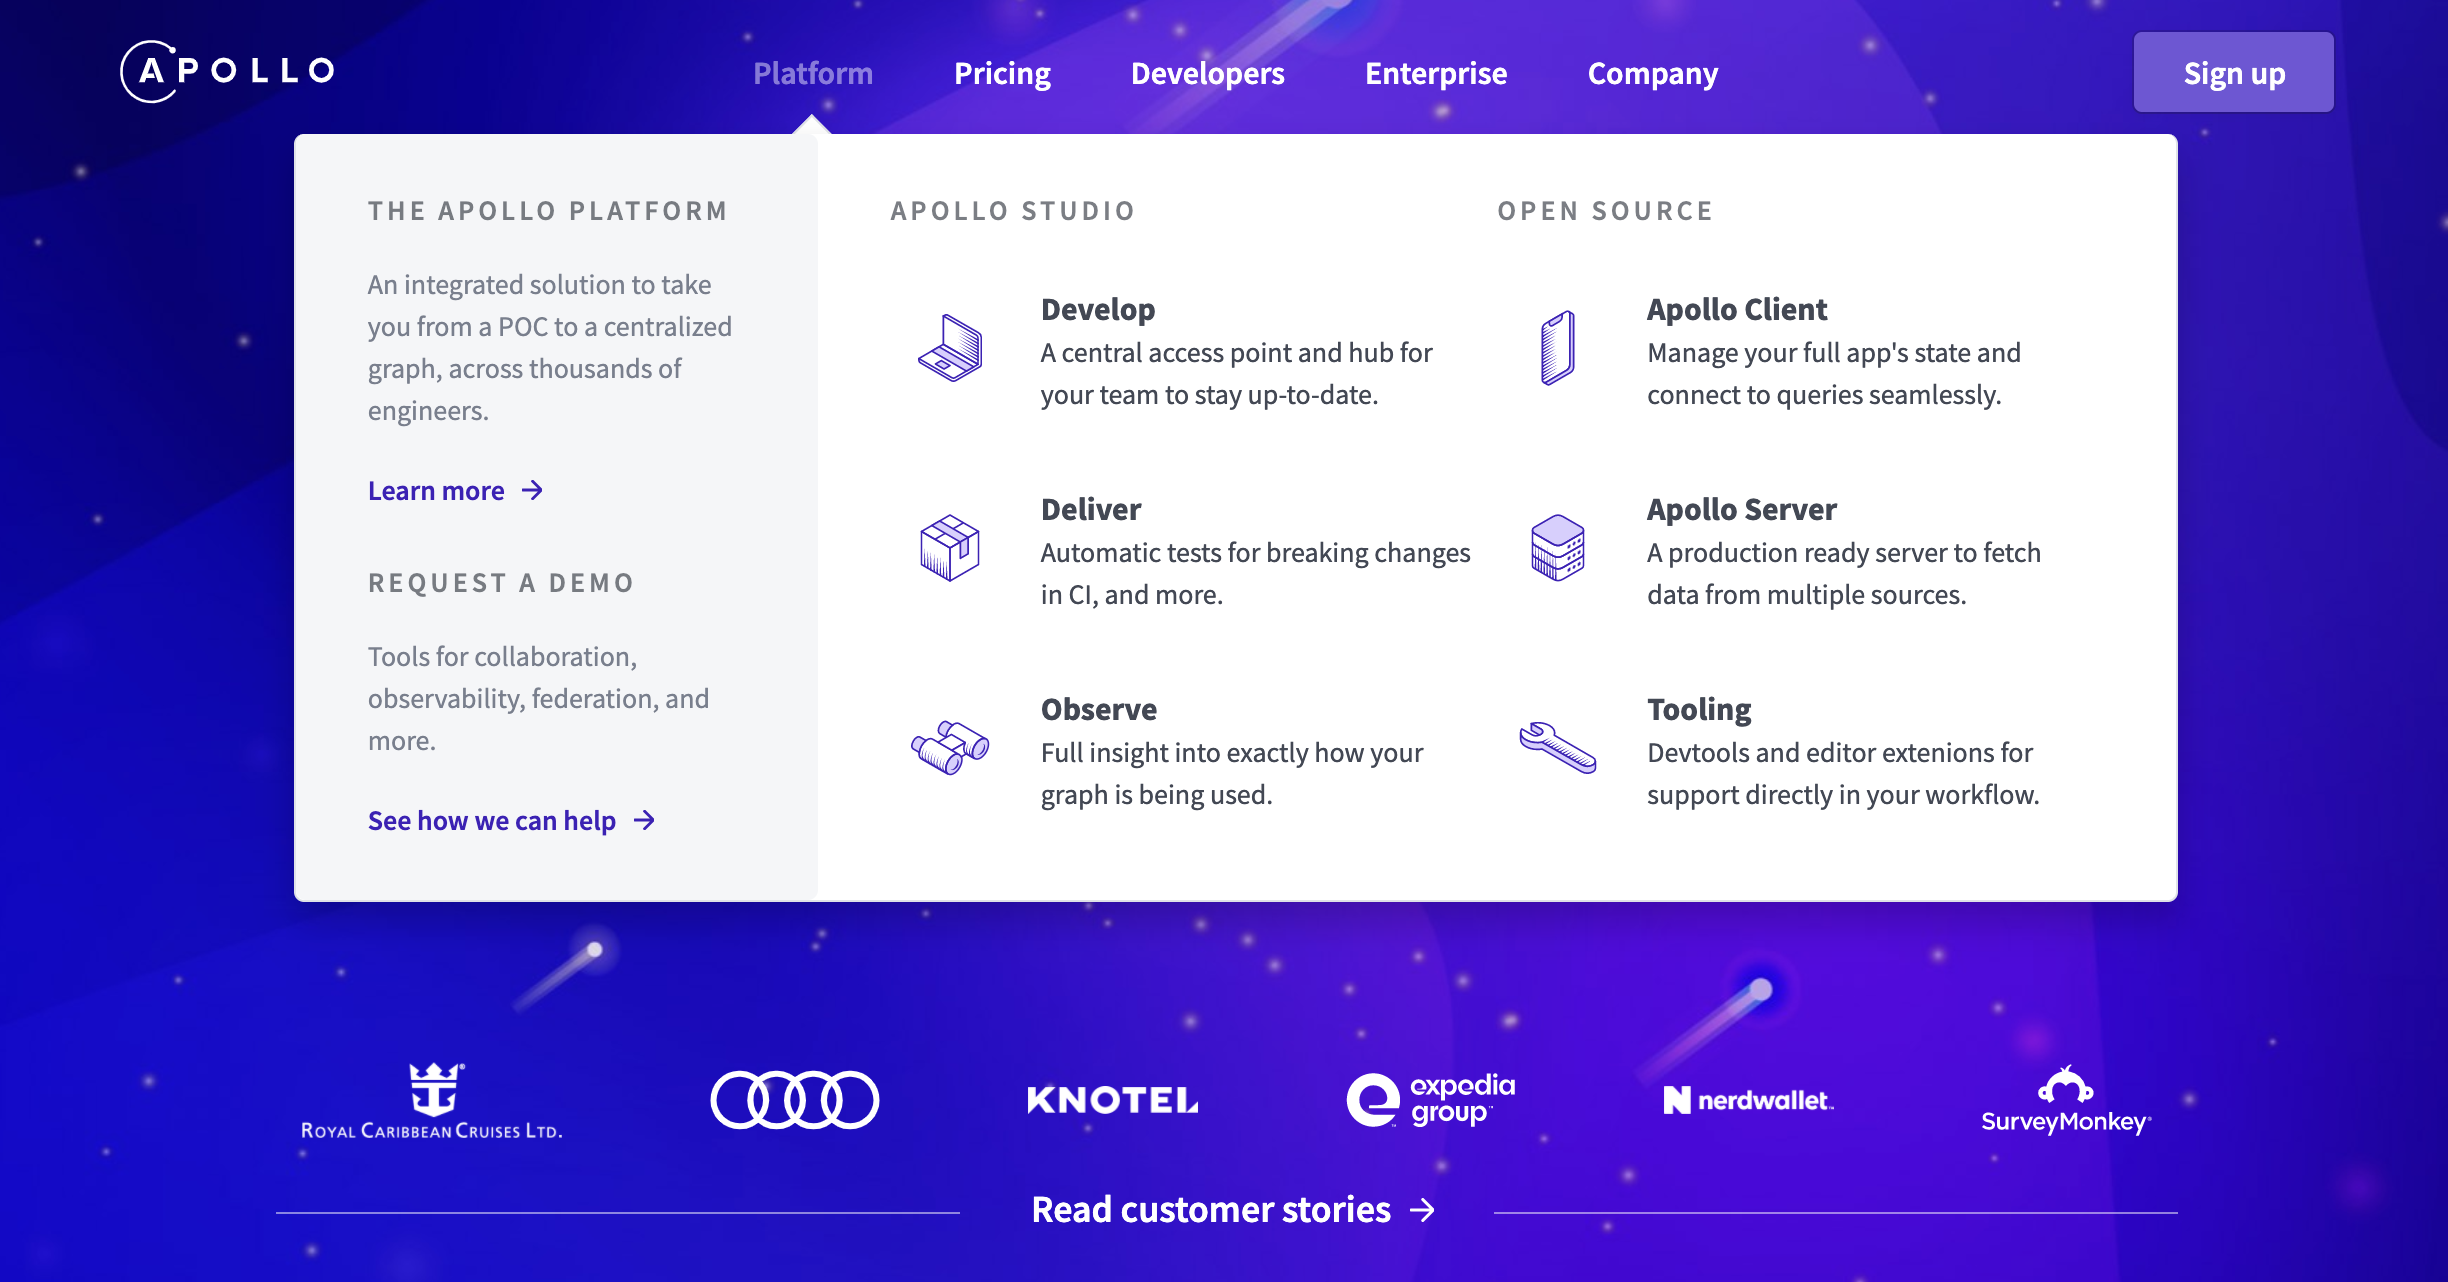 APOLLO
Platform
Pricing
Developers
Enterprise
Company
Sign up
THE APOLLO PLATFORM
An integrated solution to take
you from a POC to a centralized
graph, across thousands of
engineers.
Learn more →
REQUEST A DEMO
Tools for collaboration,
observability, federation, and
more.
See how we can help →
APOLLO STUDIO
Develop
A central access point and hub for
your team to stay up-to-date.
Deliver
Automatic tests for breaking changes
in CI, and more.
Observe
Full insight into exactly how your
graph is being used.
OPEN SOURCE
Apollo Client
Manage your full app's state and
connect to queries seamlessly.
Apollo Server
A production ready server to fetch
data from multiple sources.
Tooling
Devtools and editor extenions for
support directly in your workflow.
ROYAL CARIBBEAN CRUISES LTD.
KNOTEL
expedia
group™
nerdwallet™
SurveyMonkey®
Read customer stories →